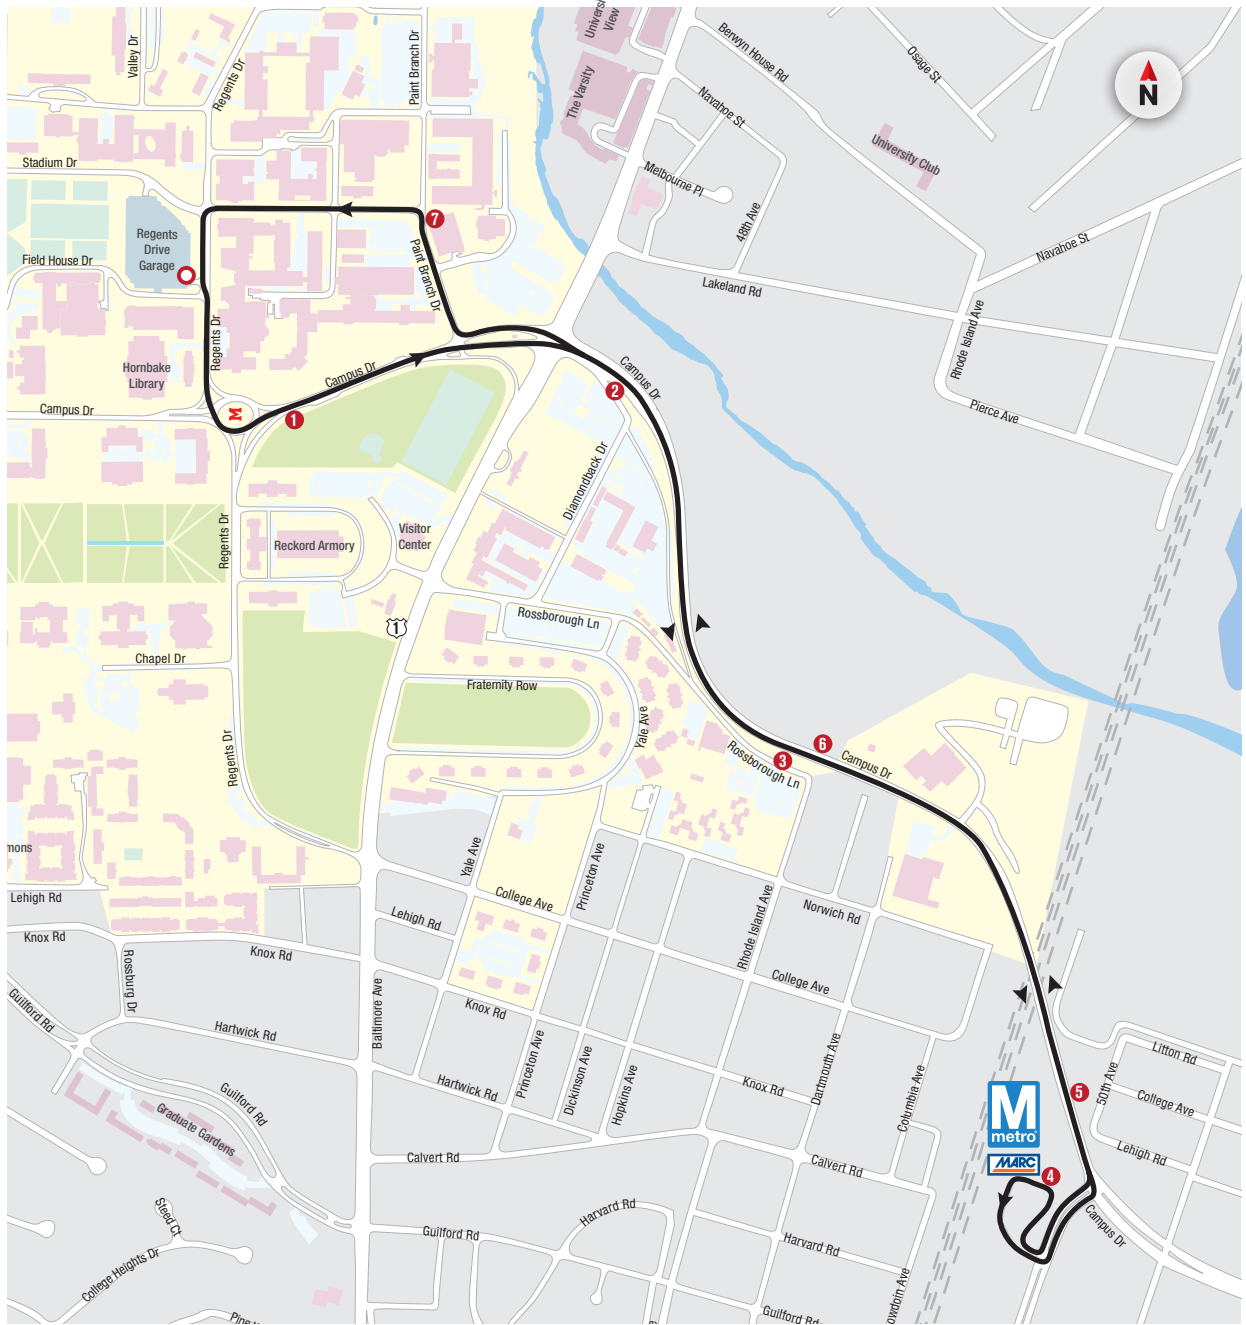 University
View
Valley Dr
Regents Dr
Paint Branch Dr
The Varsity
Berwyn House Rd
Osage St
Navahoe St
N
University Club
Stadium Dr
Melbourne Pl
48th Ave
Regents
Drive
Garage
7
Field House Dr
Paint Branch Dr
Navahoe St
Lakeland Rd
Rhode Island Ave
Regents Dr
Hornbake
Library
Campus Dr
Campus Dr
2
Campus Dr
M
1
Pierce Ave
Diamondback Dr
Regents Dr
Reckord Armory
Visitor
Center
1
Rossborough Ln
Chapel Dr
Fraternity Row
Yale Ave
Regents Dr
6
3
Campus Dr
Rossborough Ln
mons
Yale Ave
Princeton Ave
Lehigh Rd
College Ave
Rhode Island Ave
Norwich Rd
Lehigh Rd
Knox Rd
Knox Rd
Rossburg Dr
College Ave
Guilford Rd
Hartwick Rd
Baltimore Ave
Knox Rd
Litton Rd
Princeton Ave
Dickinson Ave
Hopkins Ave
Dartmouth Ave
Columbia Ave
50th Ave
5
Hartwick Rd
Knox Rd
College Ave
Guilford Rd
Graduate Gardens
M
metro
MARC
4
Calvert Rd
Calvert Rd
Lehigh Rd
Steed Ct
Harvard Rd
Guilford Rd
Harvard Rd
Campus Dr
College Heights Dr
owdoin Ave
Guilford Rd